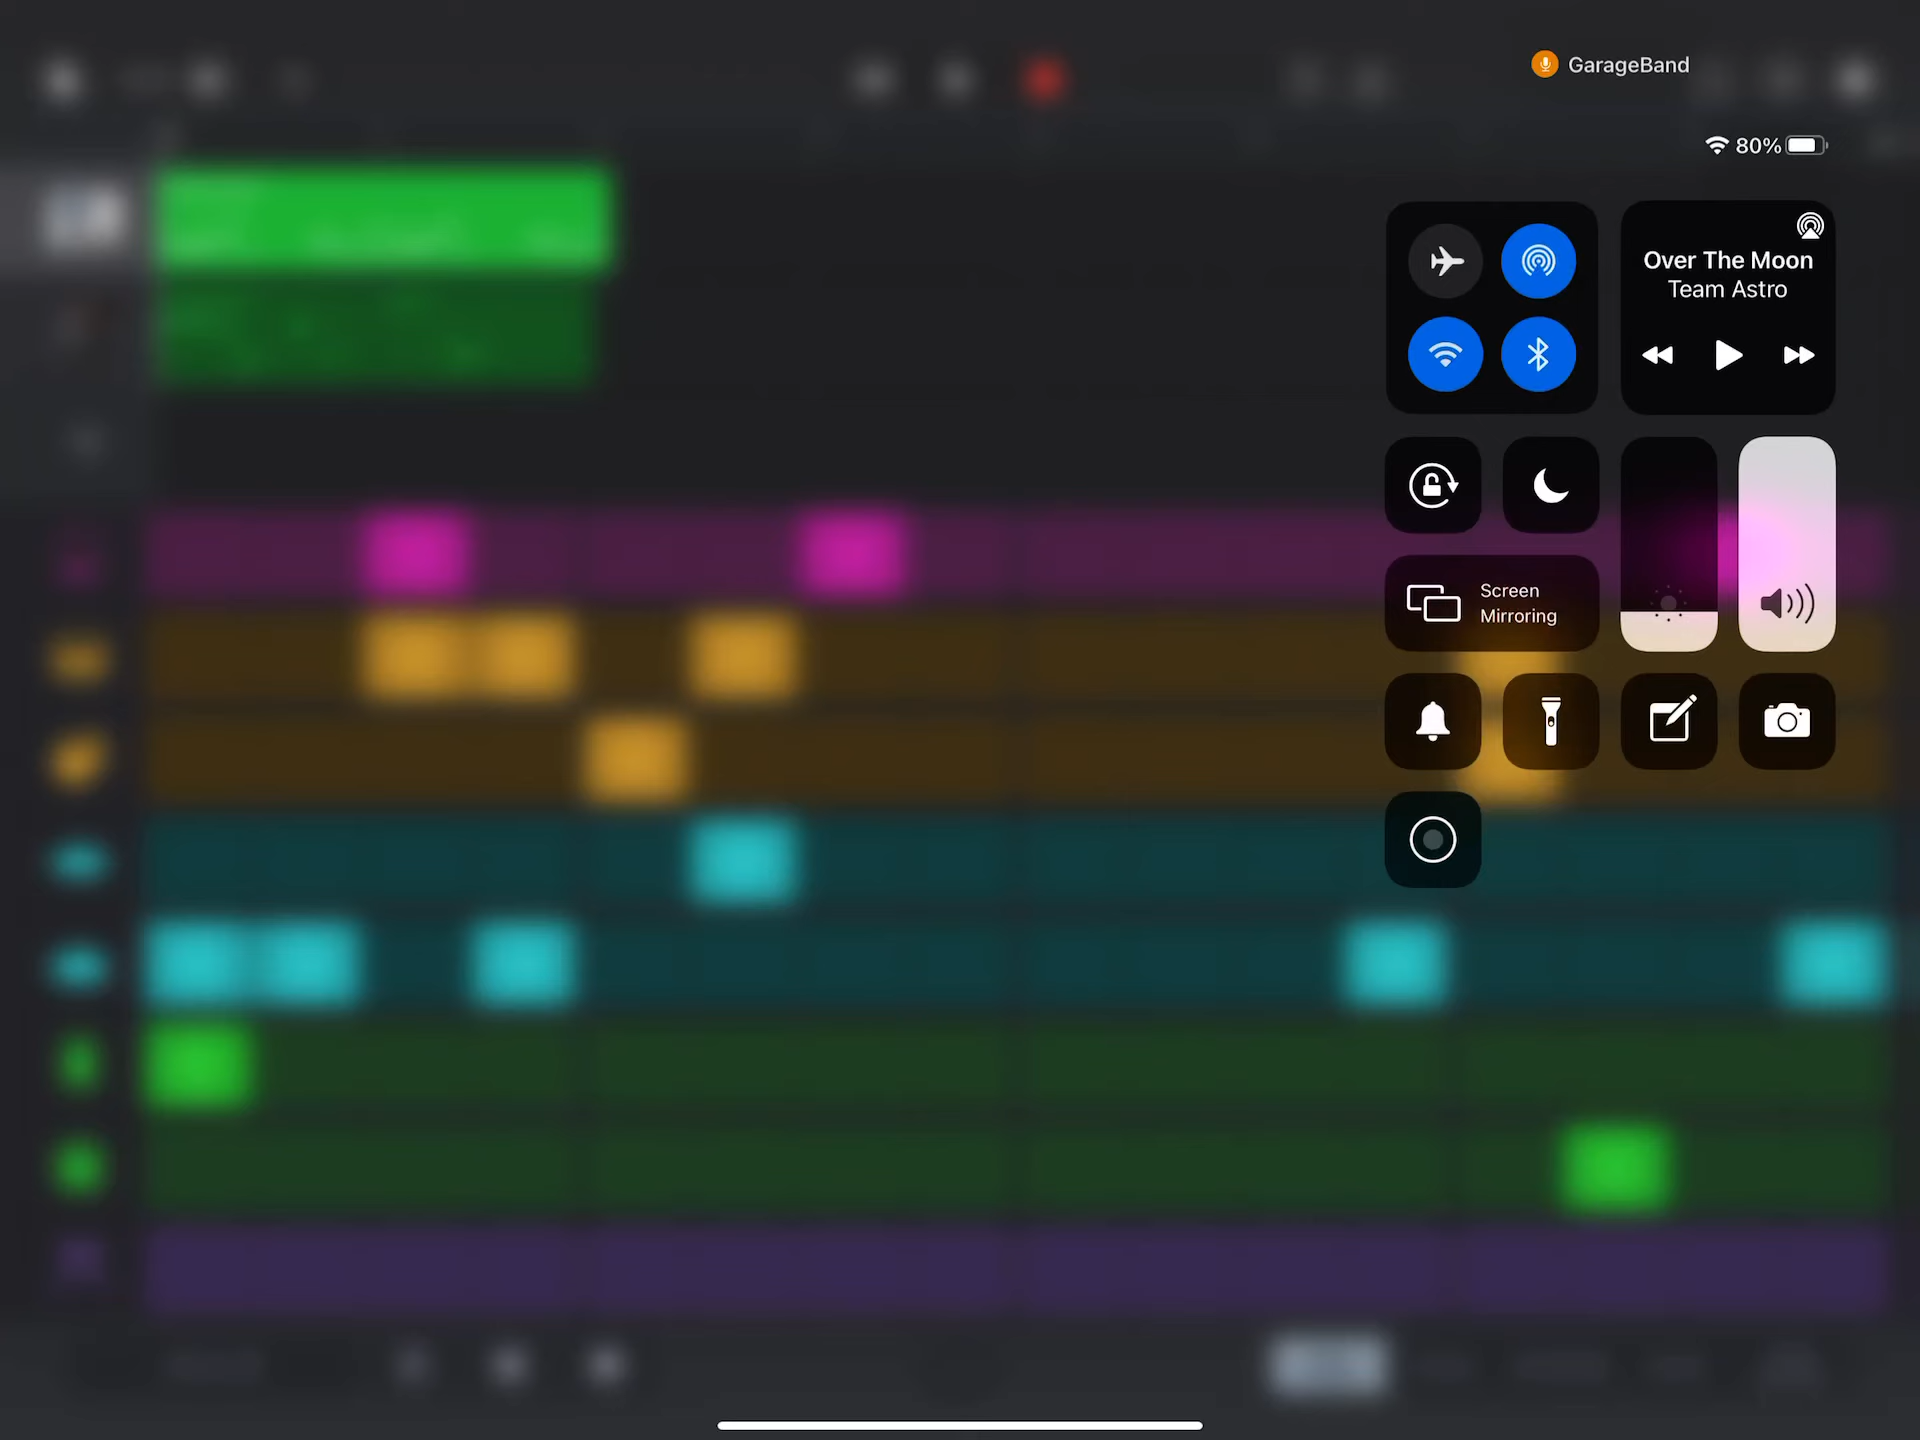 GarageBand
80%
Over The Moon
Team Astro
Screen
Mirroring